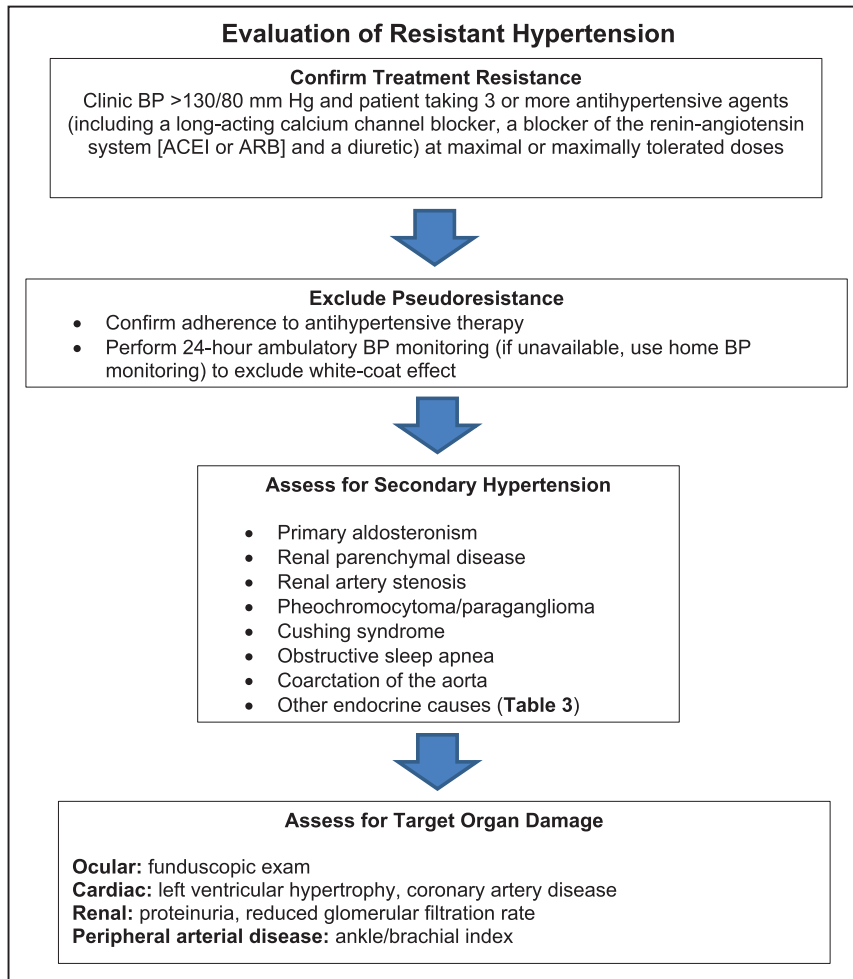 Evaluation of Resistant Hypertension
Confirm Treatment Resistance
Clinic BP >130/80 mm Hg and patient taking 3 or more antihypertensive agents
(including a long-acting calcium channel blocker, a blocker of the renin-angiotensin
system [ACEI or ARB] and a diuretic) at maximal or maximally tolerated doses
Exclude Pseudoresistance
• Confirm adherence to antihypertensive therapy
• Perform 24-hour ambulatory BP monitoring (if unavailable, use home BP
monitoring) to exclude white-coat effect
Assess for Secondary Hypertension
• Primary aldosteronism
• Renal parenchymal disease
• Renal artery stenosis
• Pheochromocytoma/paraganglioma
• Cushing syndrome
• Obstructive sleep apnea
• Coarctation of the aorta
• Other endocrine causes (Table 3)
Assess for Target Organ Damage
Ocular: funduscopic exam
Cardiac: left ventricular hypertrophy, coronary artery disease
Renal: proteinuria, reduced glomerular filtration rate
Peripheral arterial disease: ankle/brachial index